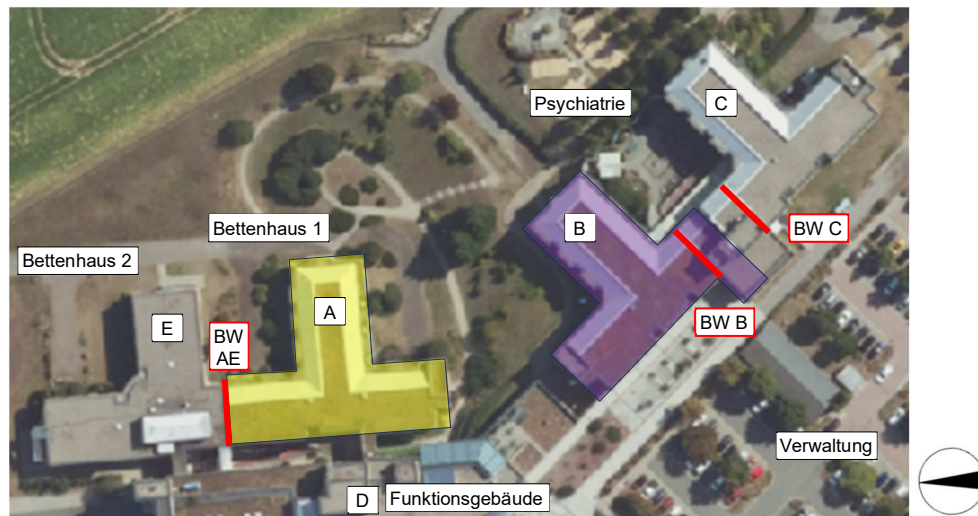 Psychiatrie
C
Bettenhaus 1
B
BW C
Bettenhaus 2
E
A
BW
AE
BW B
Verwaltung
D
Funktionsgebäude